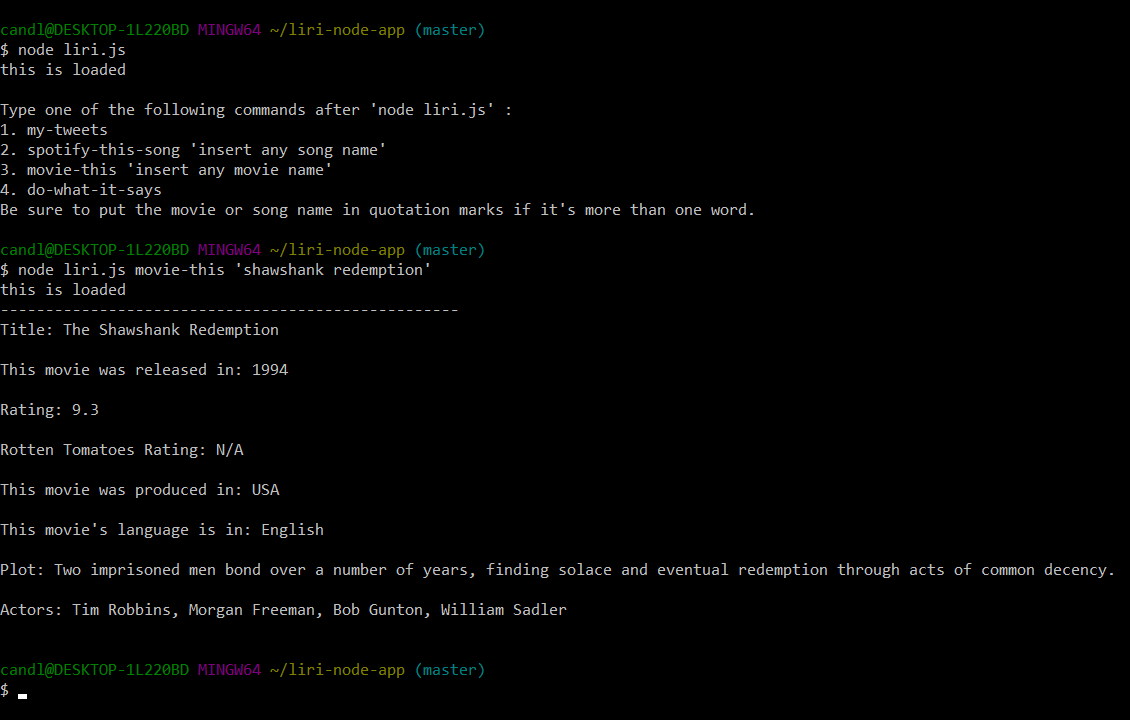 candl@DESKTOP-1L220BD MINGW64 ~/liri-node-app (master)
$ node liri.js
this is loaded
Type one of the following commands after 'node liri.js' :
1. my-tweets
2. spotify-this-song 'insert any song name'
3. movie-this 'insert any movie name'
4. do-what-it-says
Be sure to put the movie or song name in quotation marks if it's more than one word.
candl@DESKTOP-1L220BD MINGW64 ~/liri-node-app (master)
$ node liri.js movie-this 'shawshank redemption'
this is loaded
---------------------------------------------------
Title: The Shawshank Redemption
This movie was released in: 1994
Rating: 9.3
Rotten Tomatoes Rating: N/A
This movie was produced in: USA
This movie's language is in: English
Plot: Two imprisoned men bond over a number of years, finding solace and eventual redemption through acts of common decency.
Actors: Tim Robbins, Morgan Freeman, Bob Gunton, William Sadler
candl@DESKTOP-1L220BD MINGW64 ~/liri-node-app (master)
$